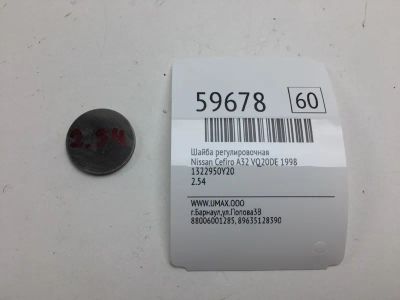 2.54
59678 60
Шайба регулировочная
Nissan Cefiro A32 VQ20DE 1998
1322950Y20
2.54
WWW.UMAX.OOO
г.Барнаул,ул.Попова3В
88006001285, 89635128390